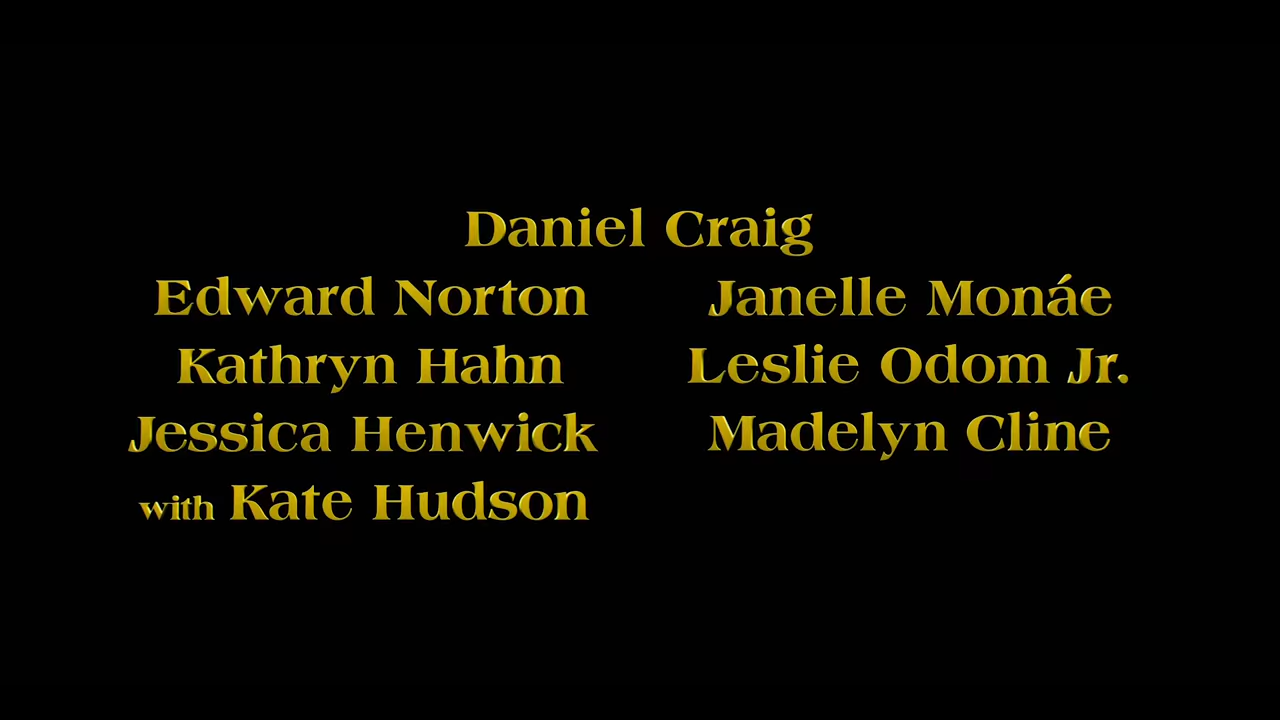 Daniel Craig
Edward Norton Janelle Monáe
Kathryn Hahn Leslie Odom Jr.
Jessica Henwick Madelyn Cline
with Kate Hudson